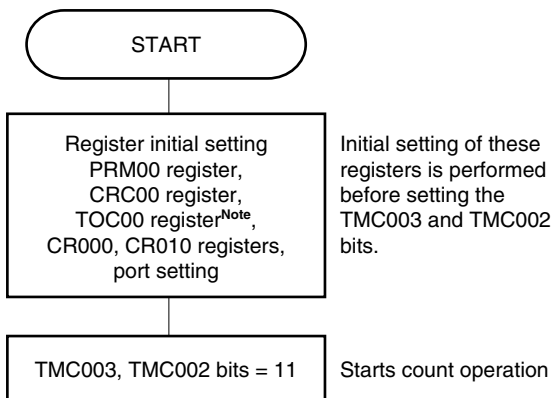 START
Register initial setting
PRM00 register,
CRC00 register,
TOC00 registerNote,
CR000, CR010 registers,
port setting
Initial setting of these
registers is performed
before setting the
TMC003 and TMC002
bits.
TMC003, TMC002 bits = 11
Starts count operation